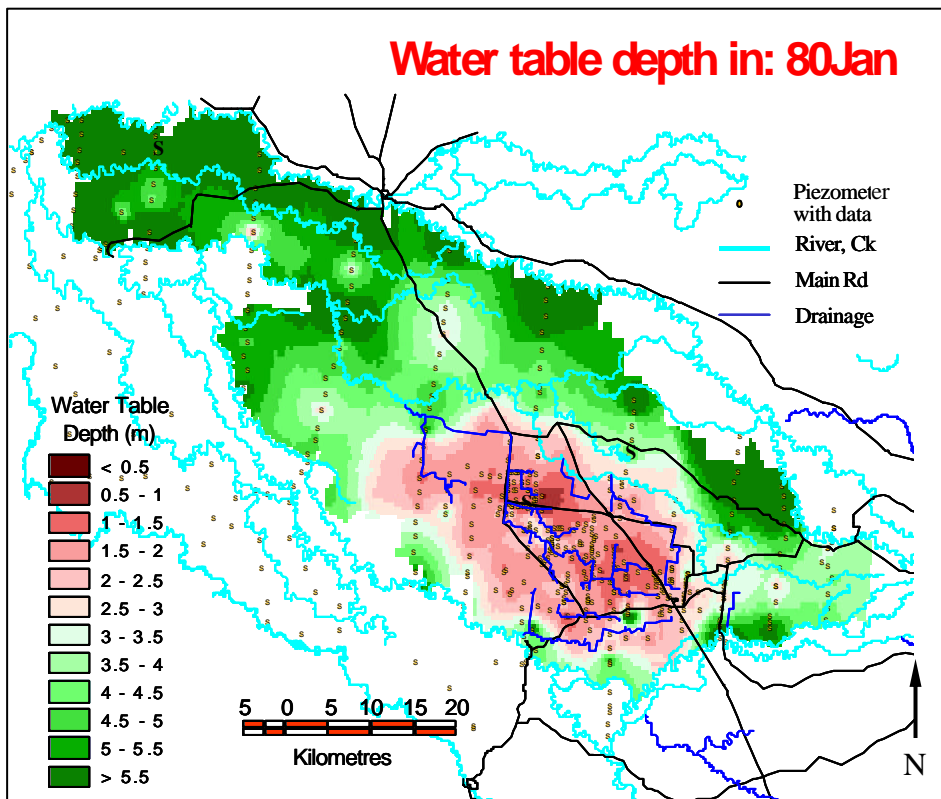 Water table depth in: 80Jan
S
Piezometer
with data
River, Ck
Main Rd
Drainage
S
S
Water Table
Depth (m)
< 0.5
0.5 - 1
1 - 1.5
1.5 - 2
2 - 2.5
2.5 - 3
3 - 3.5
3.5 - 4
4 - 4.5
4.5 - 5
5 - 5.5
> 5.5
5 0 5 10 15 20
Kilometres
N